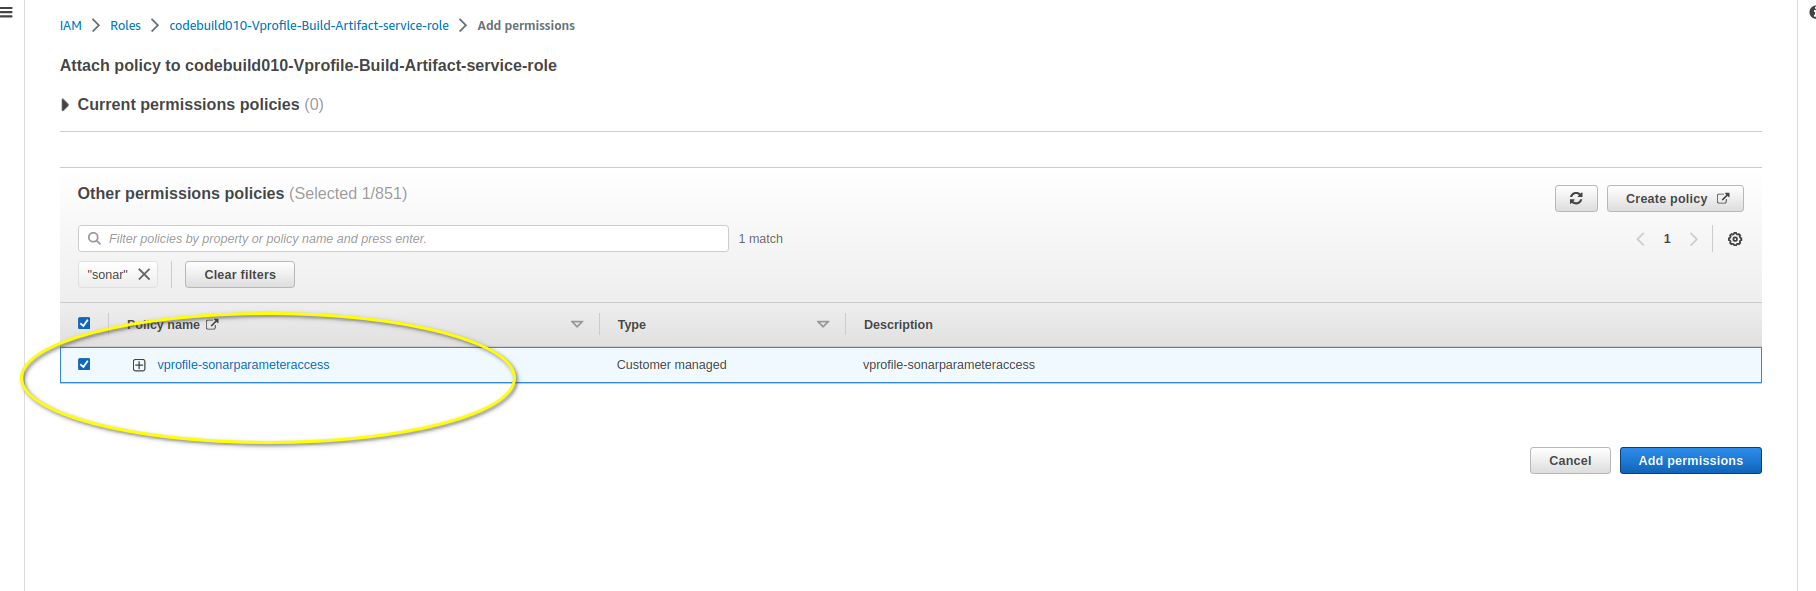 IAM > Roles > codebuild010-Vprofile-Build-Artifact-service-role > Add permissions
Attach policy to codebuild010-Vprofile-Build-Artifact-service-role
Current permissions policies (0)
Other permissions policies (Selected 1/851)
Create policy
Filter policies by property or policy name and press enter.
1 match
1
"sonar"
Clear filters
Policy name
Type
Description
vprofile-sonarparameteraccess
Customer managed
vprofile-sonarparameteraccess
Cancel
Add permissions